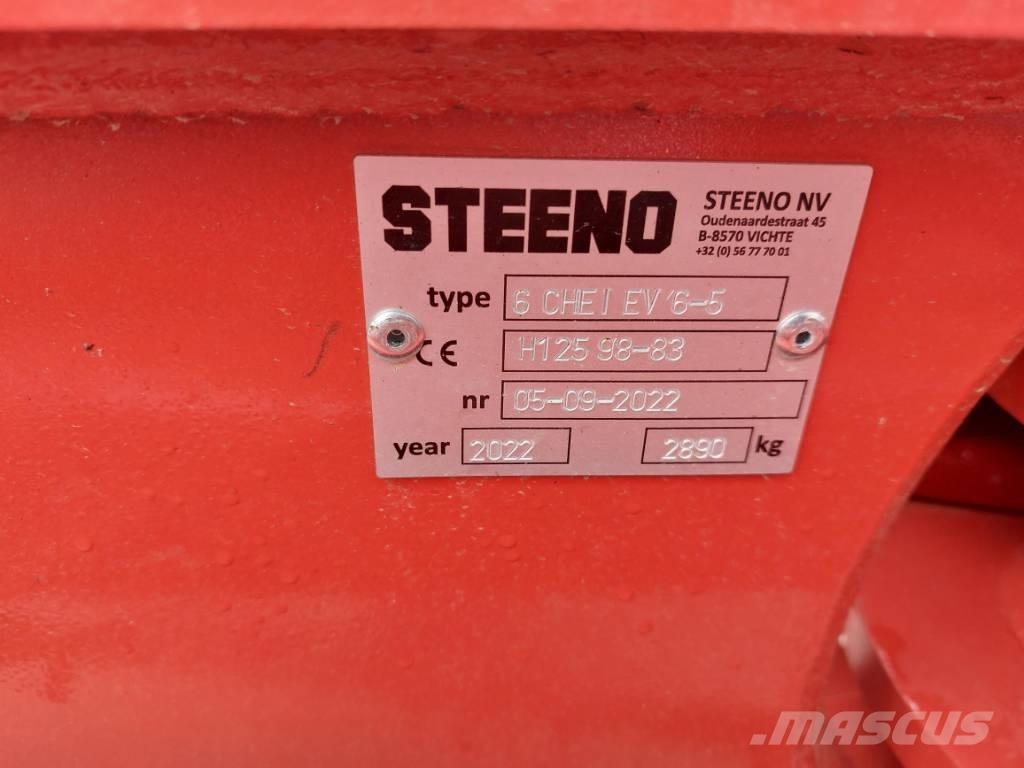 STEENO
STEENO NV
Oudenaardestraat 45
B-8570 VICHTE
+32 (0) 56 77 70 01
type 6 CHEI EV '6-5
CE H125 98-83
nr 05-09-2022
year 2022 2890 kg
MASCUS